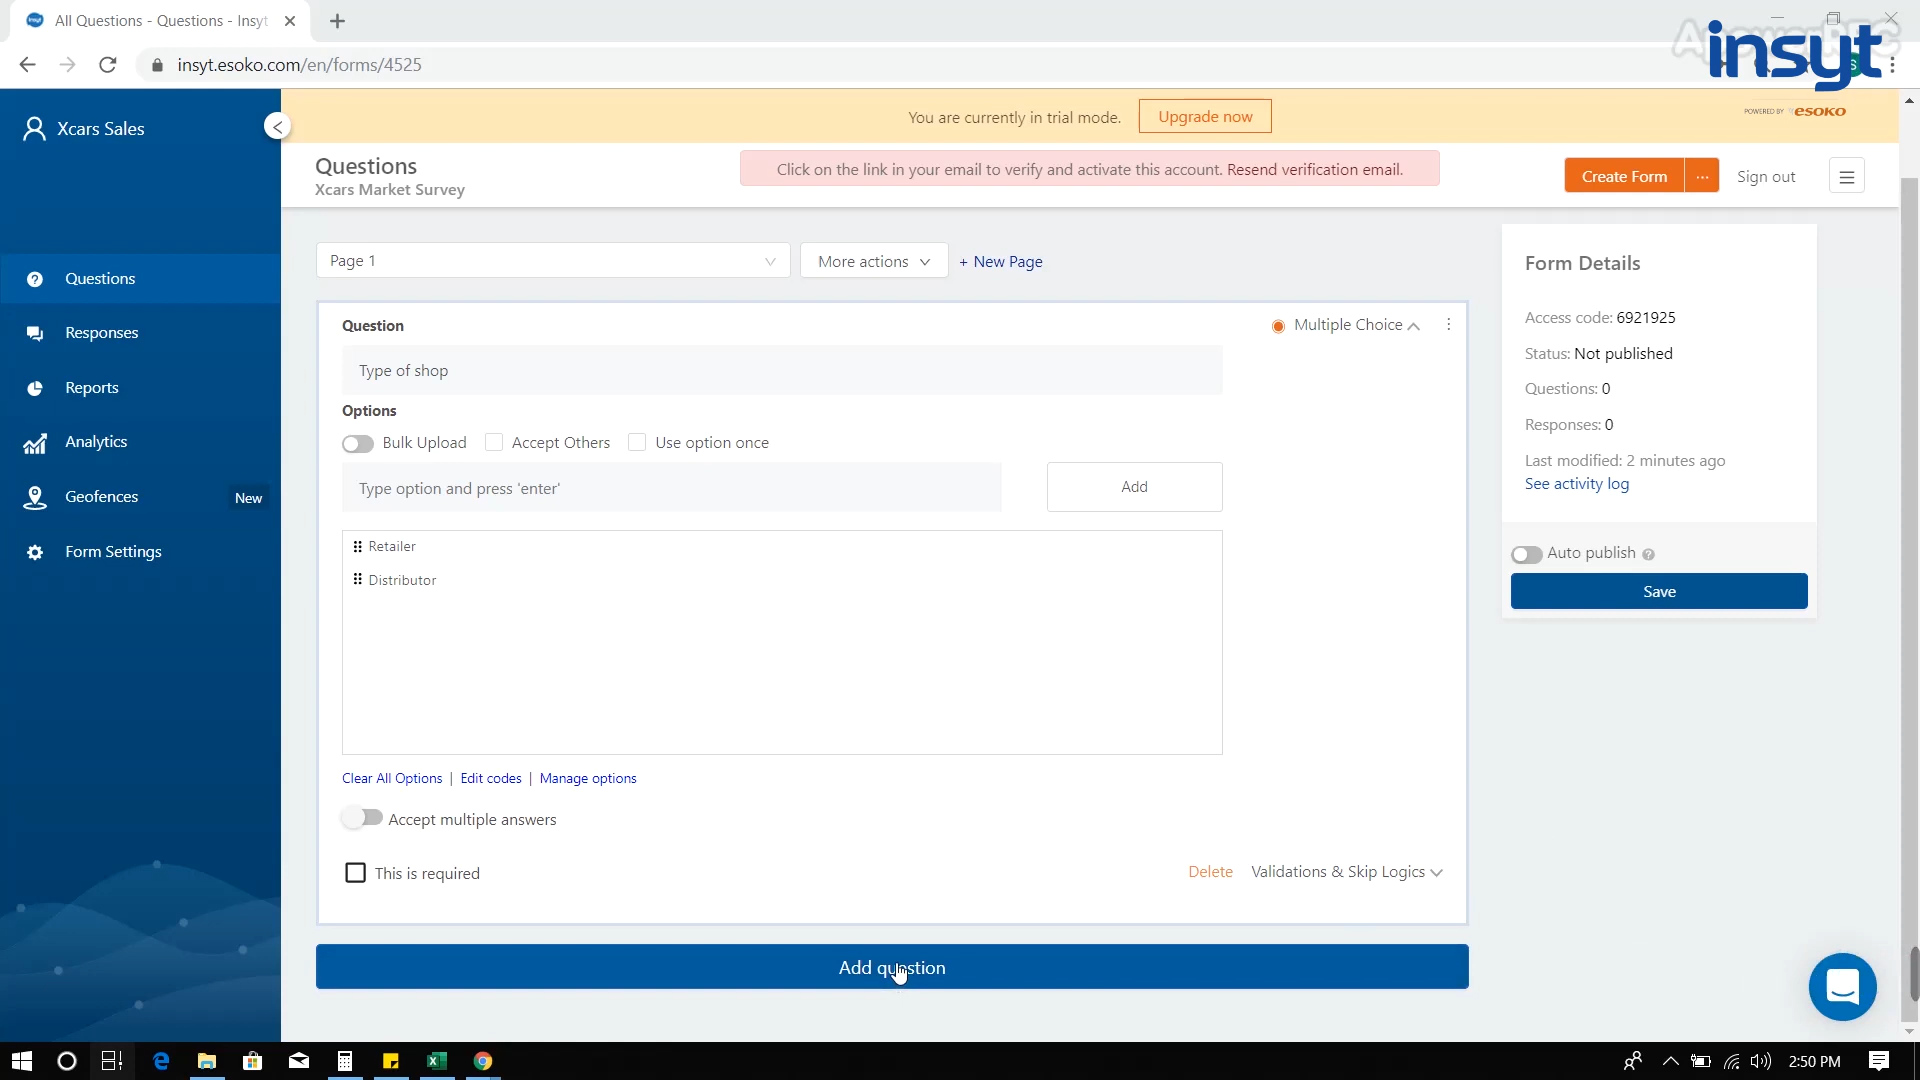 All Questions - Questions - Insyt
insyt.esoko.com/en/forms/4525
insyt
POWERED BY esoko
Xcars Sales
You are currently in trial mode.
Upgrade now
Questions
Xcars Market Survey
Click on the link in your email to verify and activate this account. Resend verification email.
Create Form
...
Sign out
Questions
Responses
Reports
Analytics
Geofences
New
Form Settings
Page 1
More actions
+ New Page
Question
Multiple Choice
Type of shop
Options
Bulk Upload
Accept Others
Use option once
Type option and press 'enter'
Add
Retailer
Distributor
Clear All Options | Edit codes | Manage options
Accept multiple answers
This is required
Delete
Validations & Skip Logics
Add question
Form Details
Access code: 6921925
Status: Not published
Questions: 0
Responses: 0
Last modified: 2 minutes ago
See activity log
Auto publish
Save
2:50 PM